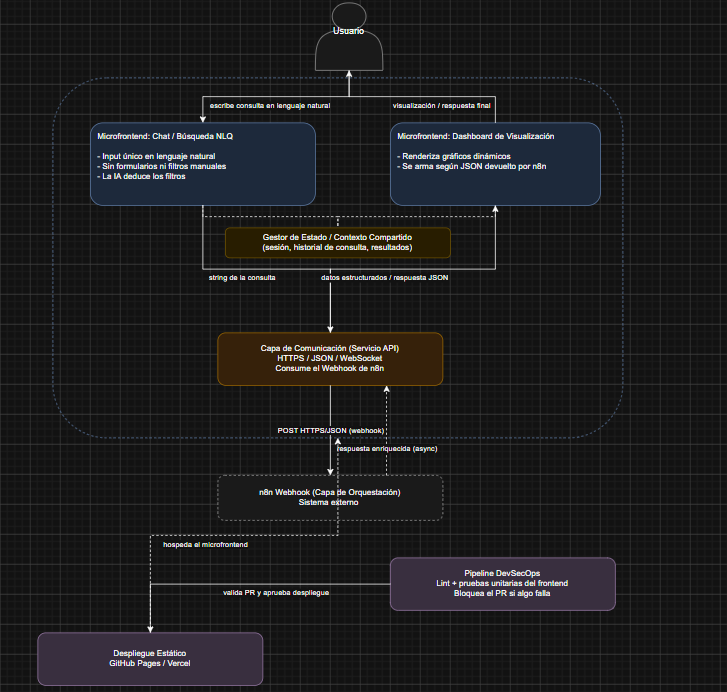 Usuario
escribe consulta en lenguaje natural
visualización / respuesta final
Microfrontend: Chat / Búsqueda NLQ
- Input único en lenguaje natural
- Sin formularios ni filtros manuales
- La IA deduce los filtros
Microfrontend: Dashboard de Visualización
- Renderiza gráficos dinámicos
- Se arma según JSON devuelto por n8n
Gestor de Estado / Contexto Compartido
(sesión, historial de consulta, resultados)
string de la consulta
datos estructurados / respuesta JSON
Capa de Comunicación (Servicio API)
HTTPS / JSON / WebSocket
Consume el Webhook de n8n
POST HTTPS/JSON (webhook)
respuesta enriquecida (async)
n8n Webhook (Capa de Orquestación)
Sistema externo
hospeda el microfrontend
Pipeline DevSecOps
Lint + pruebas unitarias del frontend
Bloquea el PR si algo falla
valida PR y aprueba despliegue
Despliegue Estático
GitHub Pages / Vercel